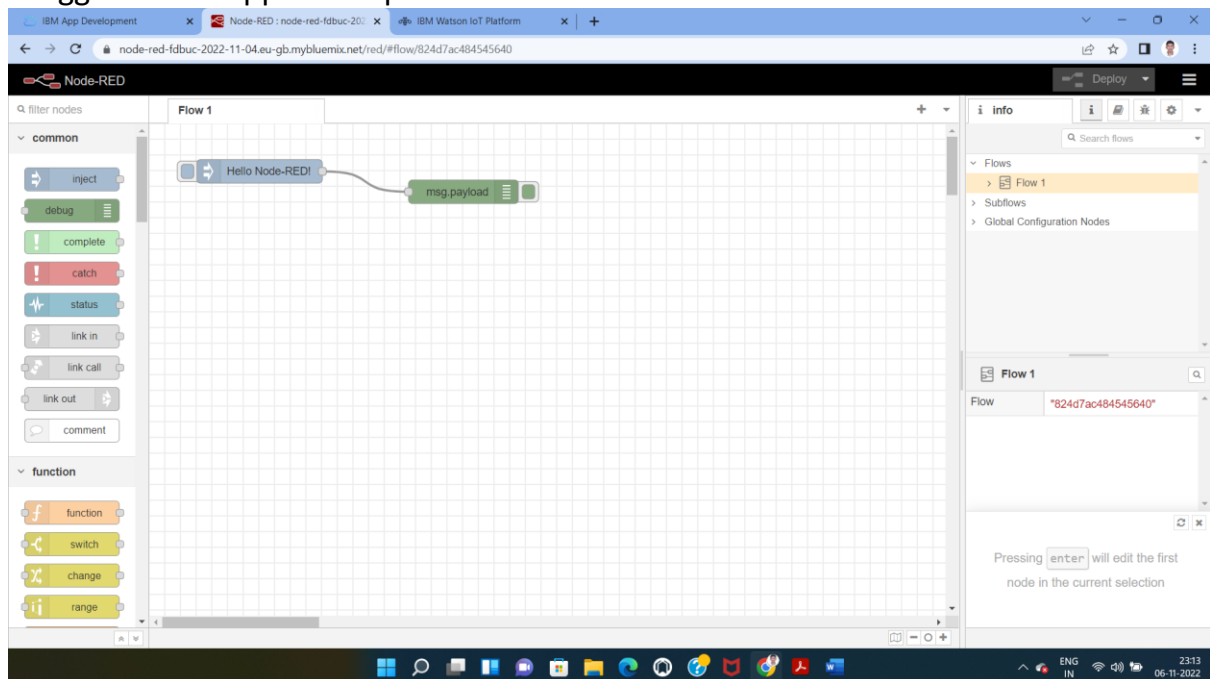 IBM App Development
Node-RED : node-red-fdbuc-202
IBM Watson IoT Platform
node-red-fdbuc-2022-11-04.eu-gb.mybluemix.net/red/#flow/824d7ac484545640
Node-RED
Deploy
filter nodes
Flow 1
i info
Search flows
common
inject
debug
complete
catch
status
link in
link call
link out
comment
function
function
switch
change
range
Hello Node-RED!
msg.payload
Flows
Flow 1
Subflows
Global Configuration Nodes
Flow 1
Flow "824d7ac484545640"
Pressing enter will edit the first
node in the current selection
ENG
IN
23:13
06-11-2022